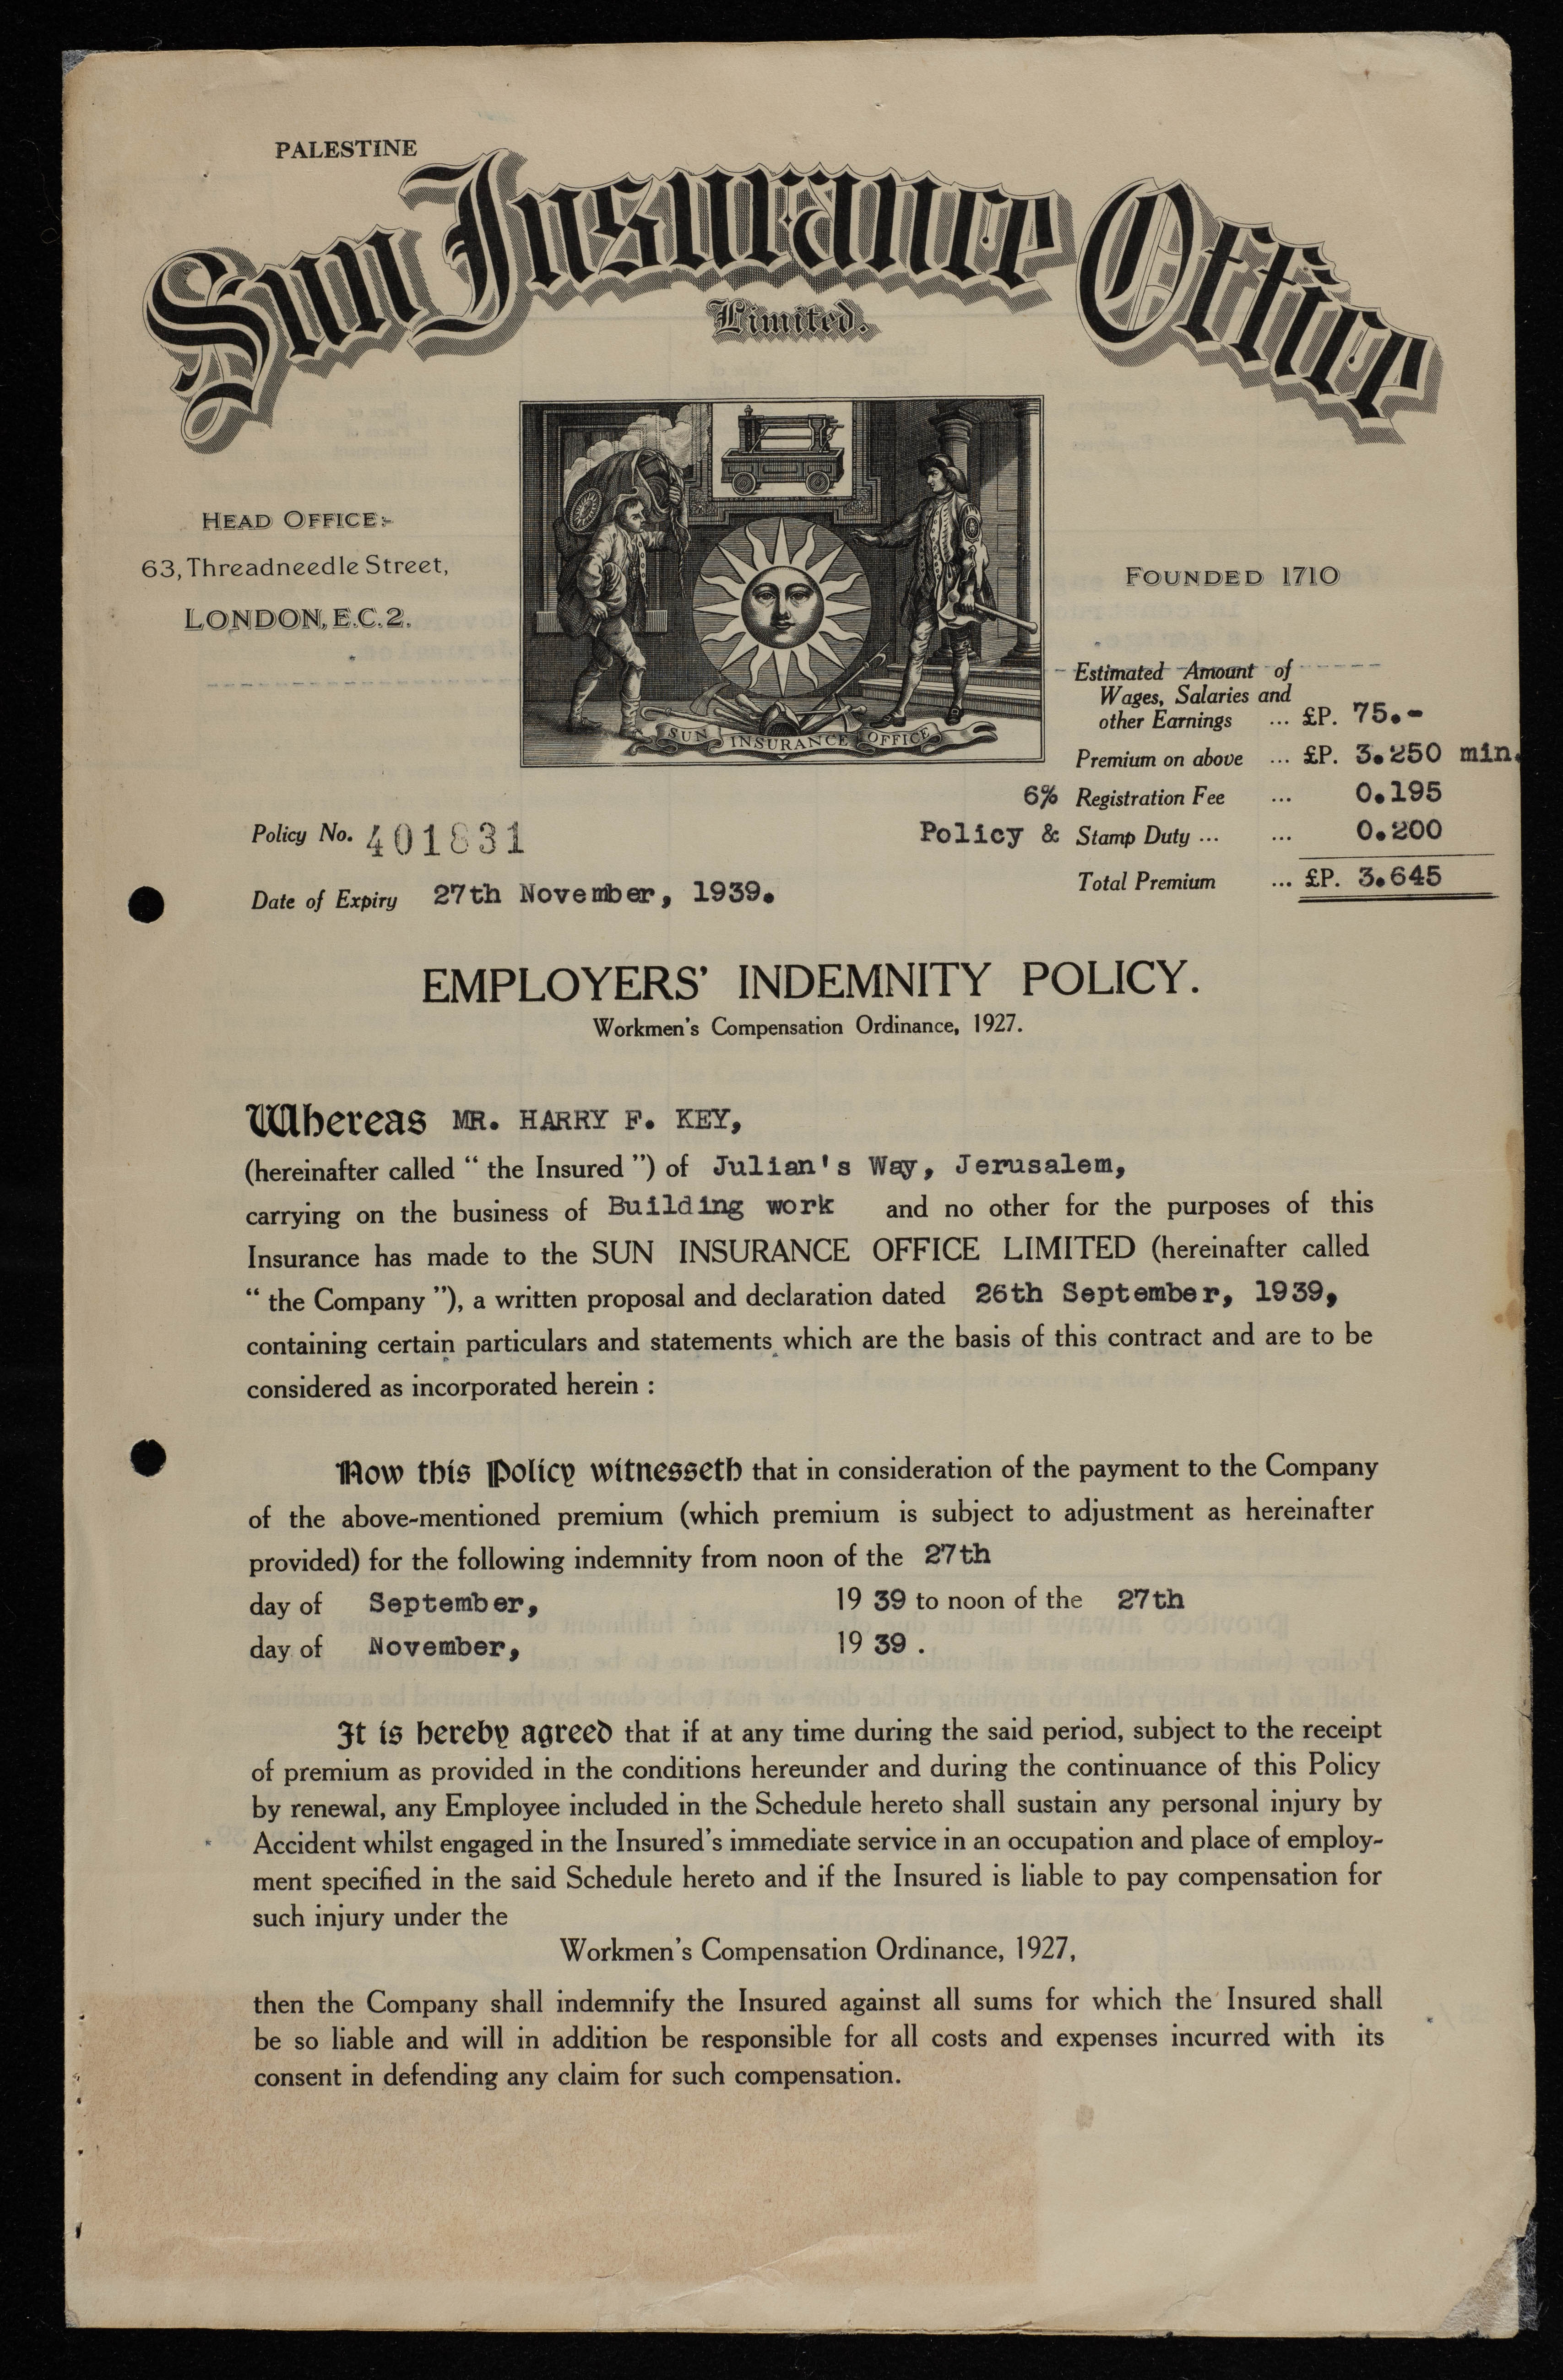 PALESTINE
Sun Insurance Office
Limited.
HEAD OFFICE:-
63, Threadneedle Street,
LONDON, E.C.2.
FOUNDED 1710
SUN INSURANCE OFFICE
Estimated Amount of
Wages, Salaries and
other Earnings ... £P. 75.-
Premium on above ... £P. 3.250 min.
6% Registration Fee ... 0.195
Policy & Stamp Duty ... ... 0.200
Total Premium ... £P. 3.645
Policy No. 401831
Date of Expiry 27th November, 1939.
EMPLOYERS' INDEMNITY POLICY.
Workmen's Compensation Ordinance, 1927.
Whereas MR. HARRY F. KEY,
(hereinafter called “ the Insured ”) of Julian's Way, Jerusalem,
carrying on the business of Building work and no other for the purposes of this
Insurance has made to the SUN INSURANCE OFFICE LIMITED (hereinafter called
“ the Company ”), a written proposal and declaration dated 26th September, 1939,
containing certain particulars and statements which are the basis of this contract and are to be
considered as incorporated herein :
Now this Policy witnesseth that in consideration of the payment to the Company
of the above-mentioned premium (which premium is subject to adjustment as hereinafter
provided) for the following indemnity from noon of the 27th
day of September, 19 39 to noon of the 27th
day of November, 19 39 .
It is hereby agreed that if at any time during the said period, subject to the receipt
of premium as provided in the conditions hereunder and during the continuance of this Policy
by renewal, any Employee included in the Schedule hereto shall sustain any personal injury by
Accident whilst engaged in the Insured's immediate service in an occupation and place of employ-
ment specified in the said Schedule hereto and if the Insured is liable to pay compensation for
such injury under the
Workmen's Compensation Ordinance, 1927,
then the Company shall indemnify the Insured against all sums for which the Insured shall
be so liable and will in addition be responsible for all costs and expenses incurred with its
consent in defending any claim for such compensation.